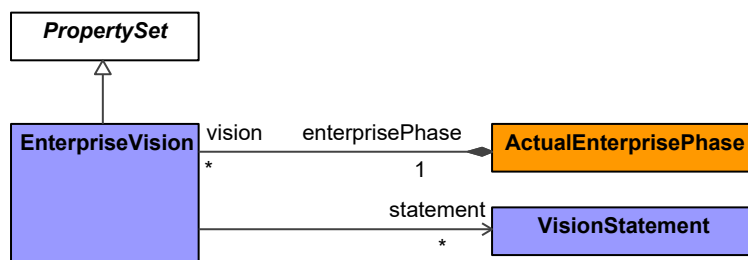 PropertySet
EnterpriseVision
vision
enterprisePhase
*
1
ActualEnterprisePhase
statement
*
VisionStatement